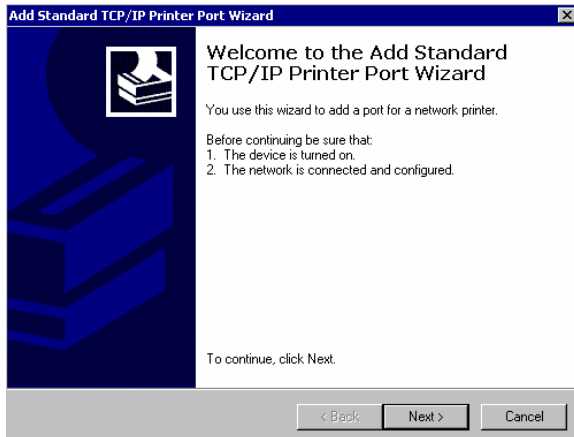 Add Standard TCP/IP Printer Port Wizard
Welcome to the Add Standard
TCP/IP Printer Port Wizard
You use this wizard to add a port for a network printer.
Before continuing be sure that:
1. The device is turned on.
2. The network is connected and configured.
To continue, click Next.
< Back
Next >
Cancel